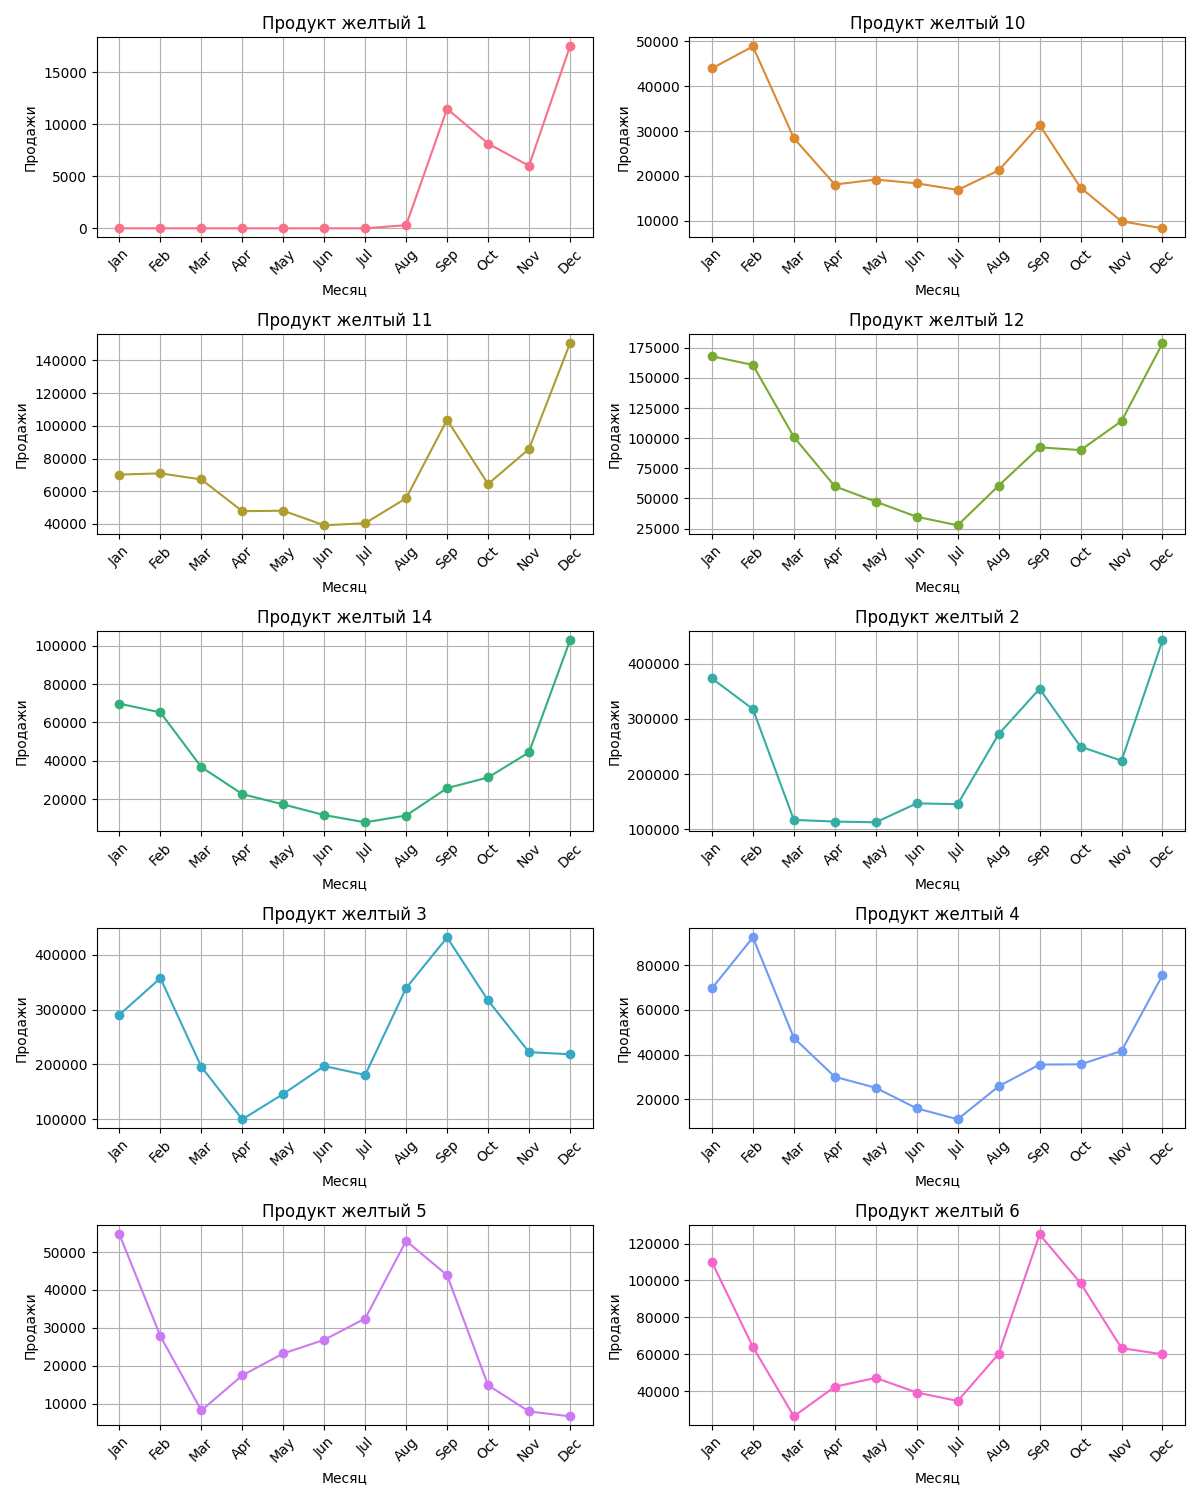 Продукт желтый 1
Продажи
15000
10000
5000
0
Jan Feb Mar Apr May Jun Jul Aug Sep Oct Nov Dec
Месяц
Продукт желтый 10
Продажи
50000
40000
30000
20000
10000
Jan Feb Mar Apr May Jun Jul Aug Sep Oct Nov Dec
Месяц
Продукт желтый 11
Продажи
140000
120000
100000
80000
60000
40000
Jan Feb Mar Apr May Jun Jul Aug Sep Oct Nov Dec
Месяц
Продукт желтый 12
Продажи
175000
150000
125000
100000
75000
50000
25000
Jan Feb Mar Apr May Jun Jul Aug Sep Oct Nov Dec
Месяц
Продукт желтый 14
Продажи
100000
80000
60000
40000
20000
Jan Feb Mar Apr May Jun Jul Aug Sep Oct Nov Dec
Месяц
Продукт желтый 2
Продажи
400000
300000
200000
100000
Jan Feb Mar Apr May Jun Jul Aug Sep Oct Nov Dec
Месяц
Продукт желтый 3
Продажи
400000
300000
200000
100000
Jan Feb Mar Apr May Jun Jul Aug Sep Oct Nov Dec
Месяц
Продукт желтый 4
Продажи
80000
60000
40000
20000
Jan Feb Mar Apr May Jun Jul Aug Sep Oct Nov Dec
Месяц
Продукт желтый 5
Продажи
50000
40000
30000
20000
10000
Jan Feb Mar Apr May Jun Jul Aug Sep Oct Nov Dec
Месяц
Продукт желтый 6
Продажи
120000
100000
80000
60000
40000
Jan Feb Mar Apr May Jun Jul Aug Sep Oct Nov Dec
Месяц